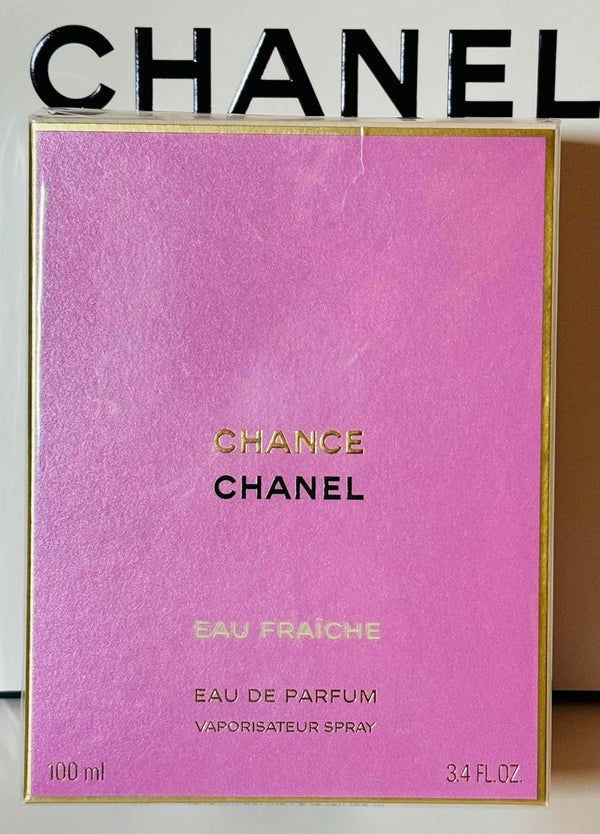 CHANEL
CHANCE
CHANEL
EAU FRAÎCHE
EAU DE PARFUM
VAPORISATEUR SPRAY
100 ml 3.4 FL.OZ.